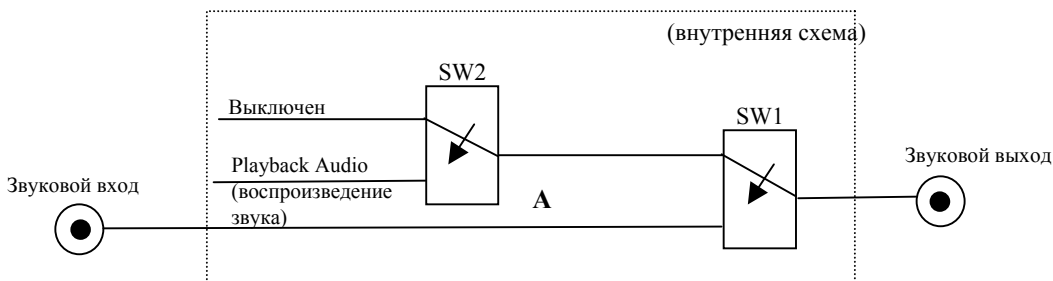 (внутренняя схема)
SW2
Выключен
SW1
Playback Audio
(воспроизведение
звука)
Звуковой вход
А
Звуковой выход